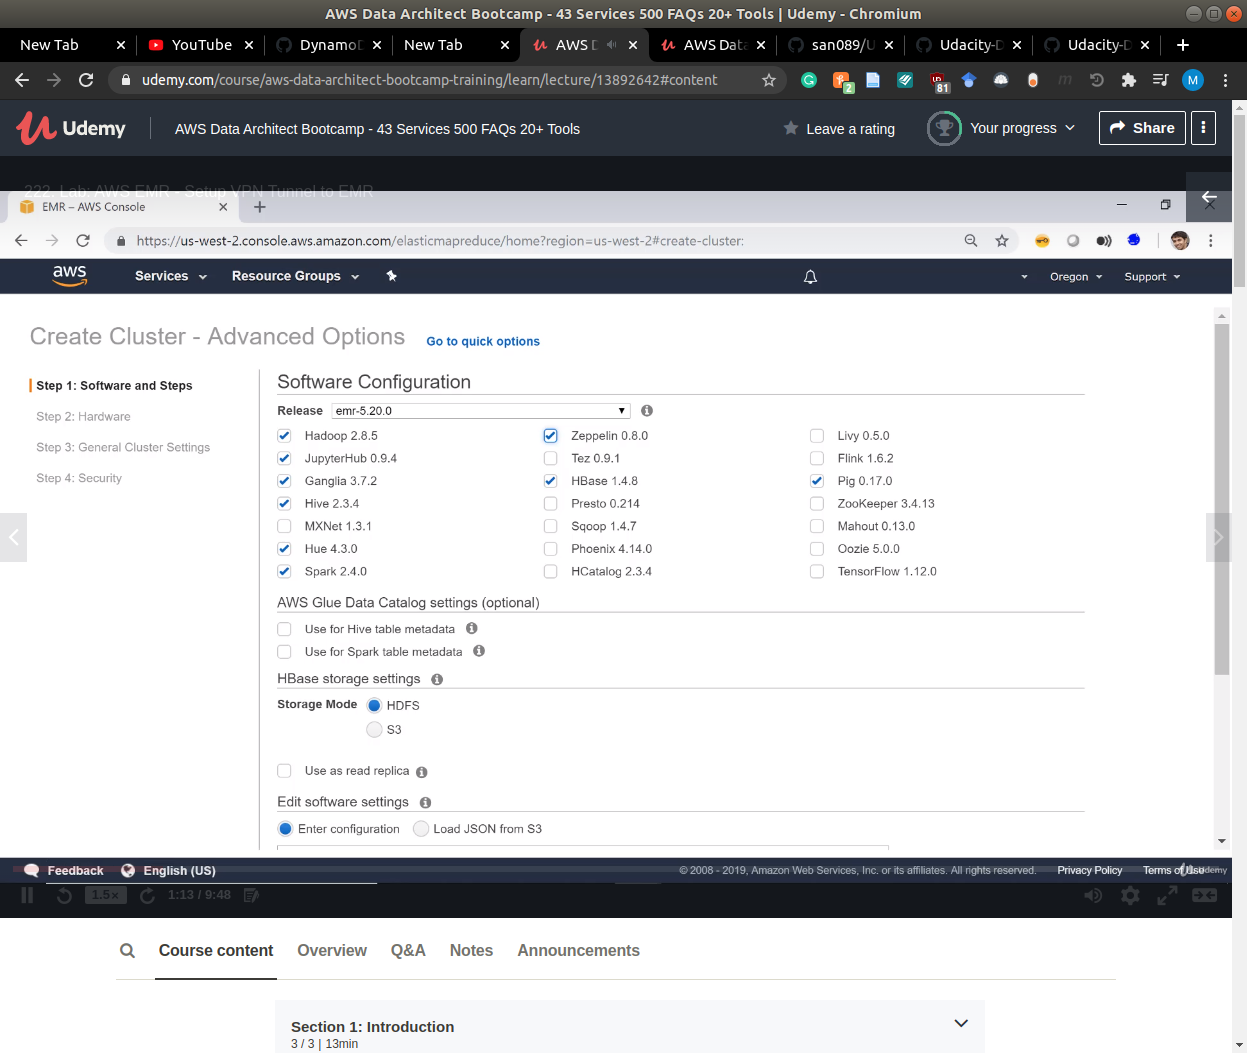 AWS Data Architect Bootcamp - 43 Services 500 FAQs 20+ Tools | Udemy - Chromium
New Tab YouTube DynamoD New Tab AWS D AWS Data san089/U Udacity-D Udacity-D
udemy.com/course/aws-data-architect-bootcamp-training/learn/lecture/13892642#content 2 81 M
Udemy AWS Data Architect Bootcamp - 43 Services 500 FAQs 20+ Tools Leave a rating Your progress Share
222. Lab: AWS EMR - Setup VPN Tunnel to EMR
EMR – AWS Console
https://us-west-2.console.aws.amazon.com/elasticmapreduce/home?region=us-west-2#create-cluster:
aws Services Resource Groups Oregon Support
Create Cluster - Advanced Options Go to quick options
Step 1: Software and Steps
Step 2: Hardware
Step 3: General Cluster Settings
Step 4: Security
Software Configuration
Release emr-5.20.0
Hadoop 2.8.5 Zeppelin 0.8.0 Livy 0.5.0
JupyterHub 0.9.4 Tez 0.9.1 Flink 1.6.2
Ganglia 3.7.2 HBase 1.4.8 Pig 0.17.0
Hive 2.3.4 Presto 0.214 ZooKeeper 3.4.13
MXNet 1.3.1 Sqoop 1.4.7 Mahout 0.13.0
Hue 4.3.0 Phoenix 4.14.0 Oozie 5.0.0
Spark 2.4.0 HCatalog 2.3.4 TensorFlow 1.12.0
AWS Glue Data Catalog settings (optional)
Use for Hive table metadata
Use for Spark table metadata
HBase storage settings
Storage Mode HDFS
S3
Use as read replica
Edit software settings
Enter configuration Load JSON from S3
Feedback English (US) © 2008 - 2019, Amazon Web Services, Inc. or its affiliates. All rights reserved. Privacy Policy Terms of Use Udemy
1.5x 1:13 / 9:48
Course content Overview Q&A Notes Announcements
Section 1: Introduction
3 / 3 | 13min